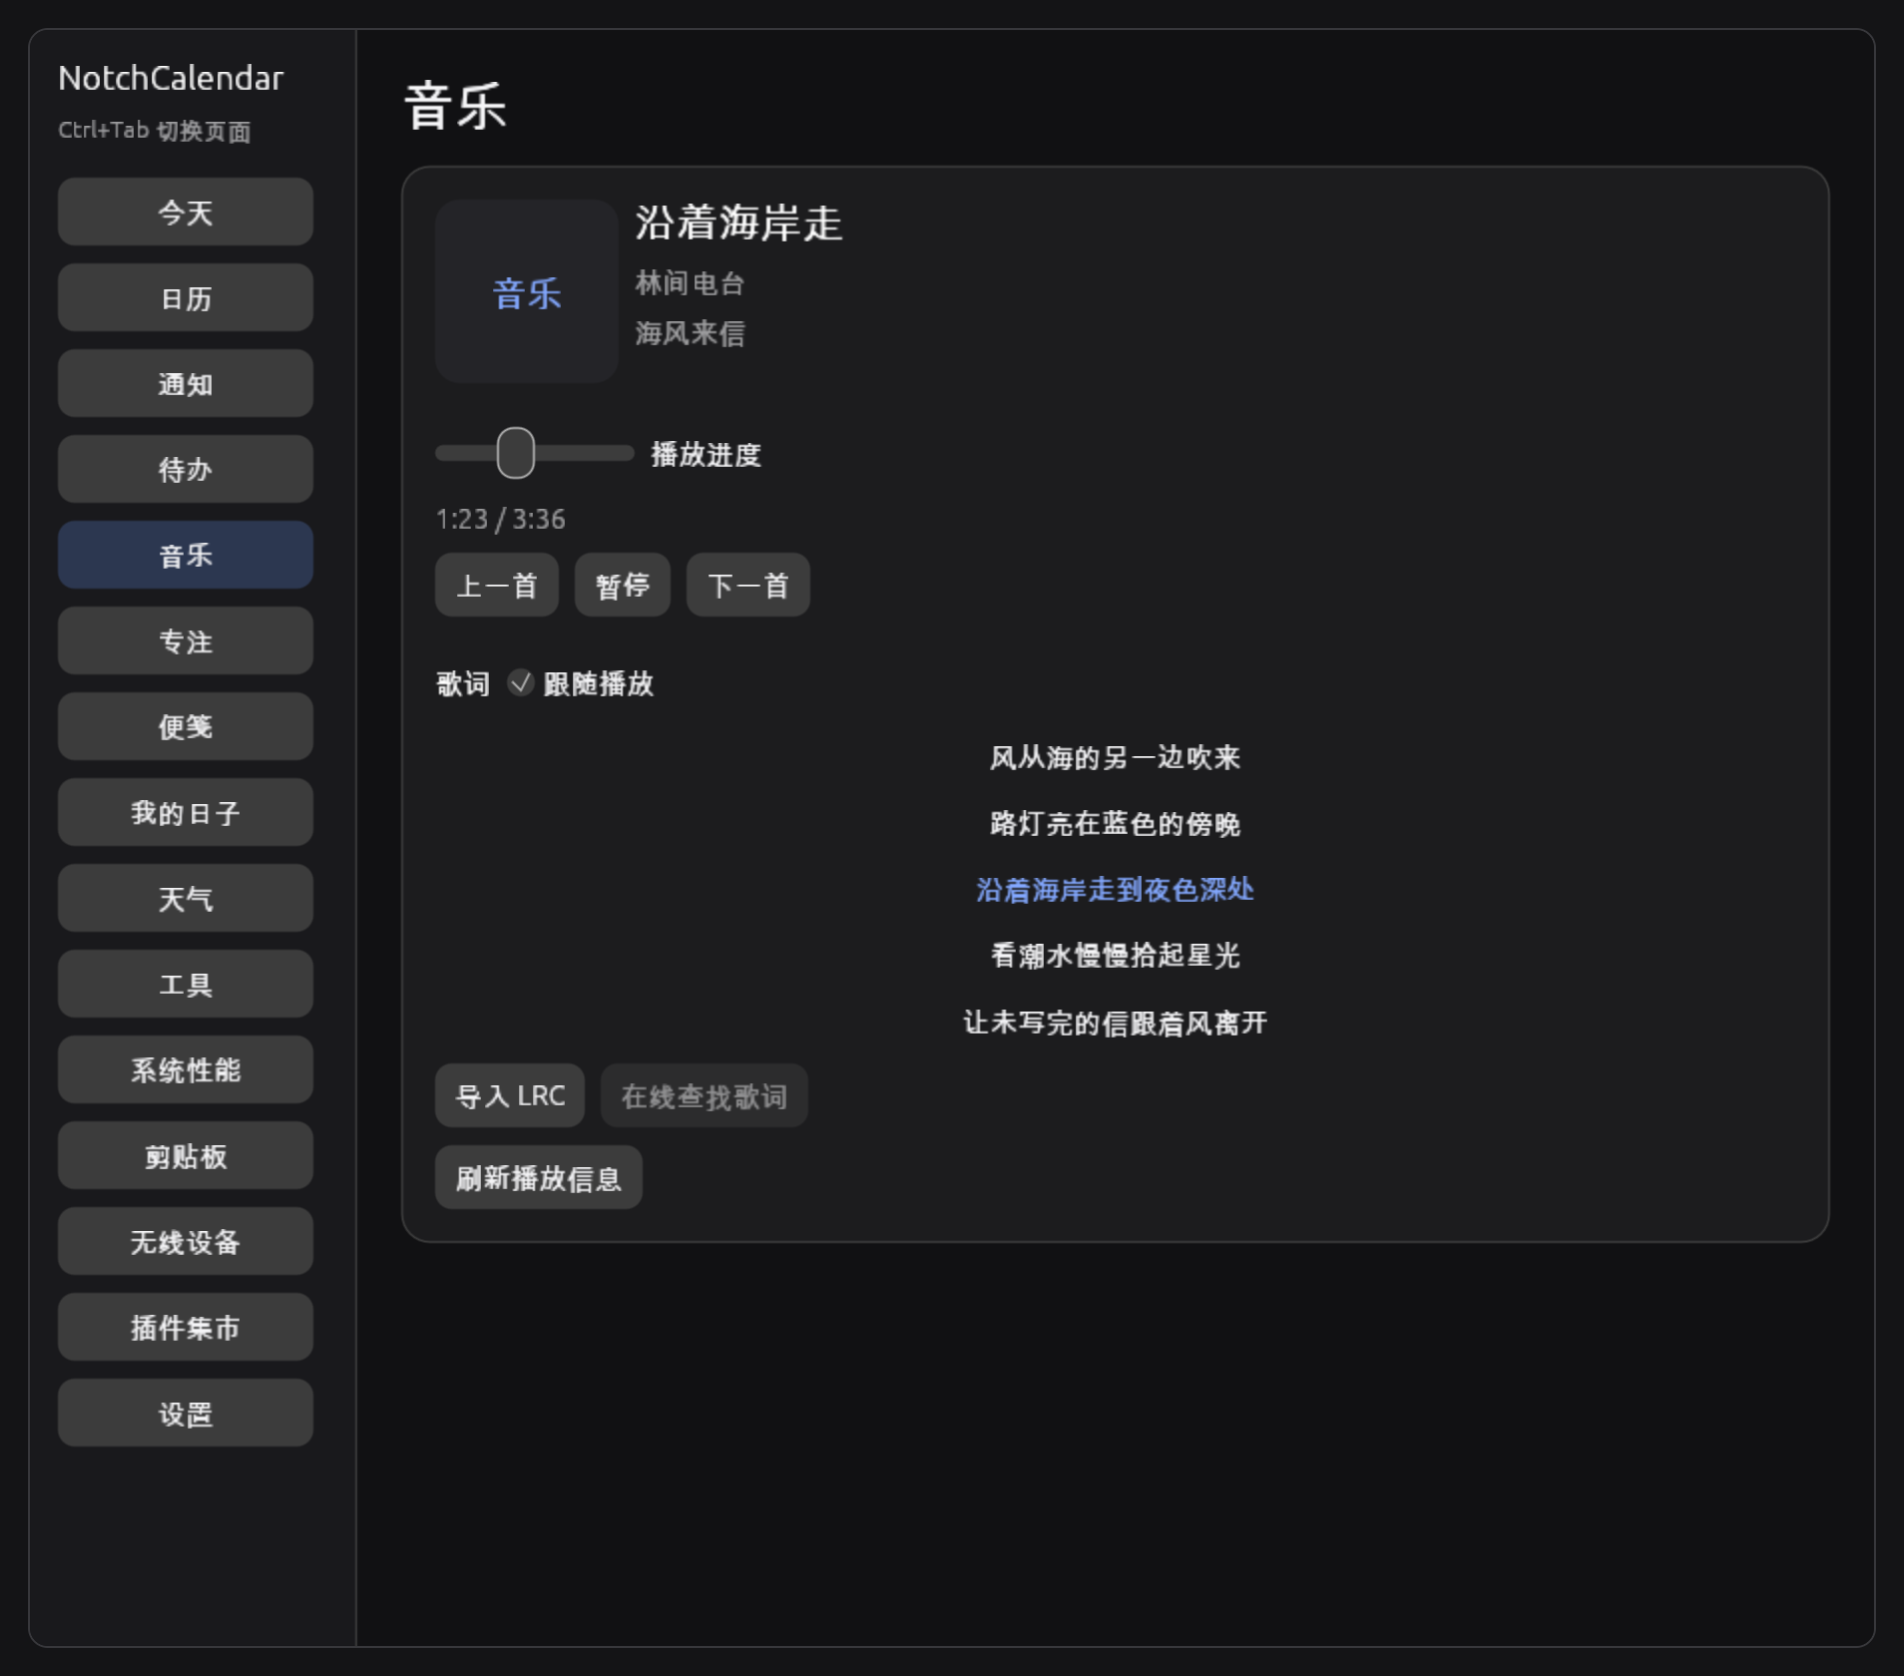 NotchCalendar
Ctrl+Tab 切换页面
今天
日历
通知
待办
音乐
专注
便笺
我的日子
天气
工具
系统性能
剪贴板
无线设备
插件集市
设置
音乐
音乐
沿着海岸走
林间电台
海风来信
播放进度
1:23 / 3:36
上一首 暂停 下一首
歌词 跟随播放
风从海的另一边吹来
路灯亮在蓝色的傍晚
沿着海岸走到夜色深处
看潮水慢慢拾起星光
让未写完的信跟着风离开
导入 LRC 在线查找歌词
刷新播放信息